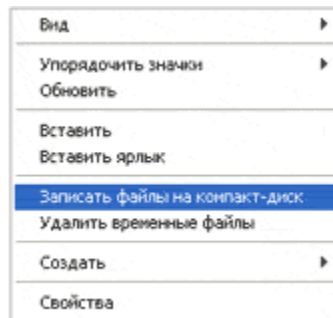 Вид
Упорядочить значки
Обновить
Вставить
Вставить ярлык
Записать файлы на компакт-диск
Удалить временные файлы
Создать
Свойства